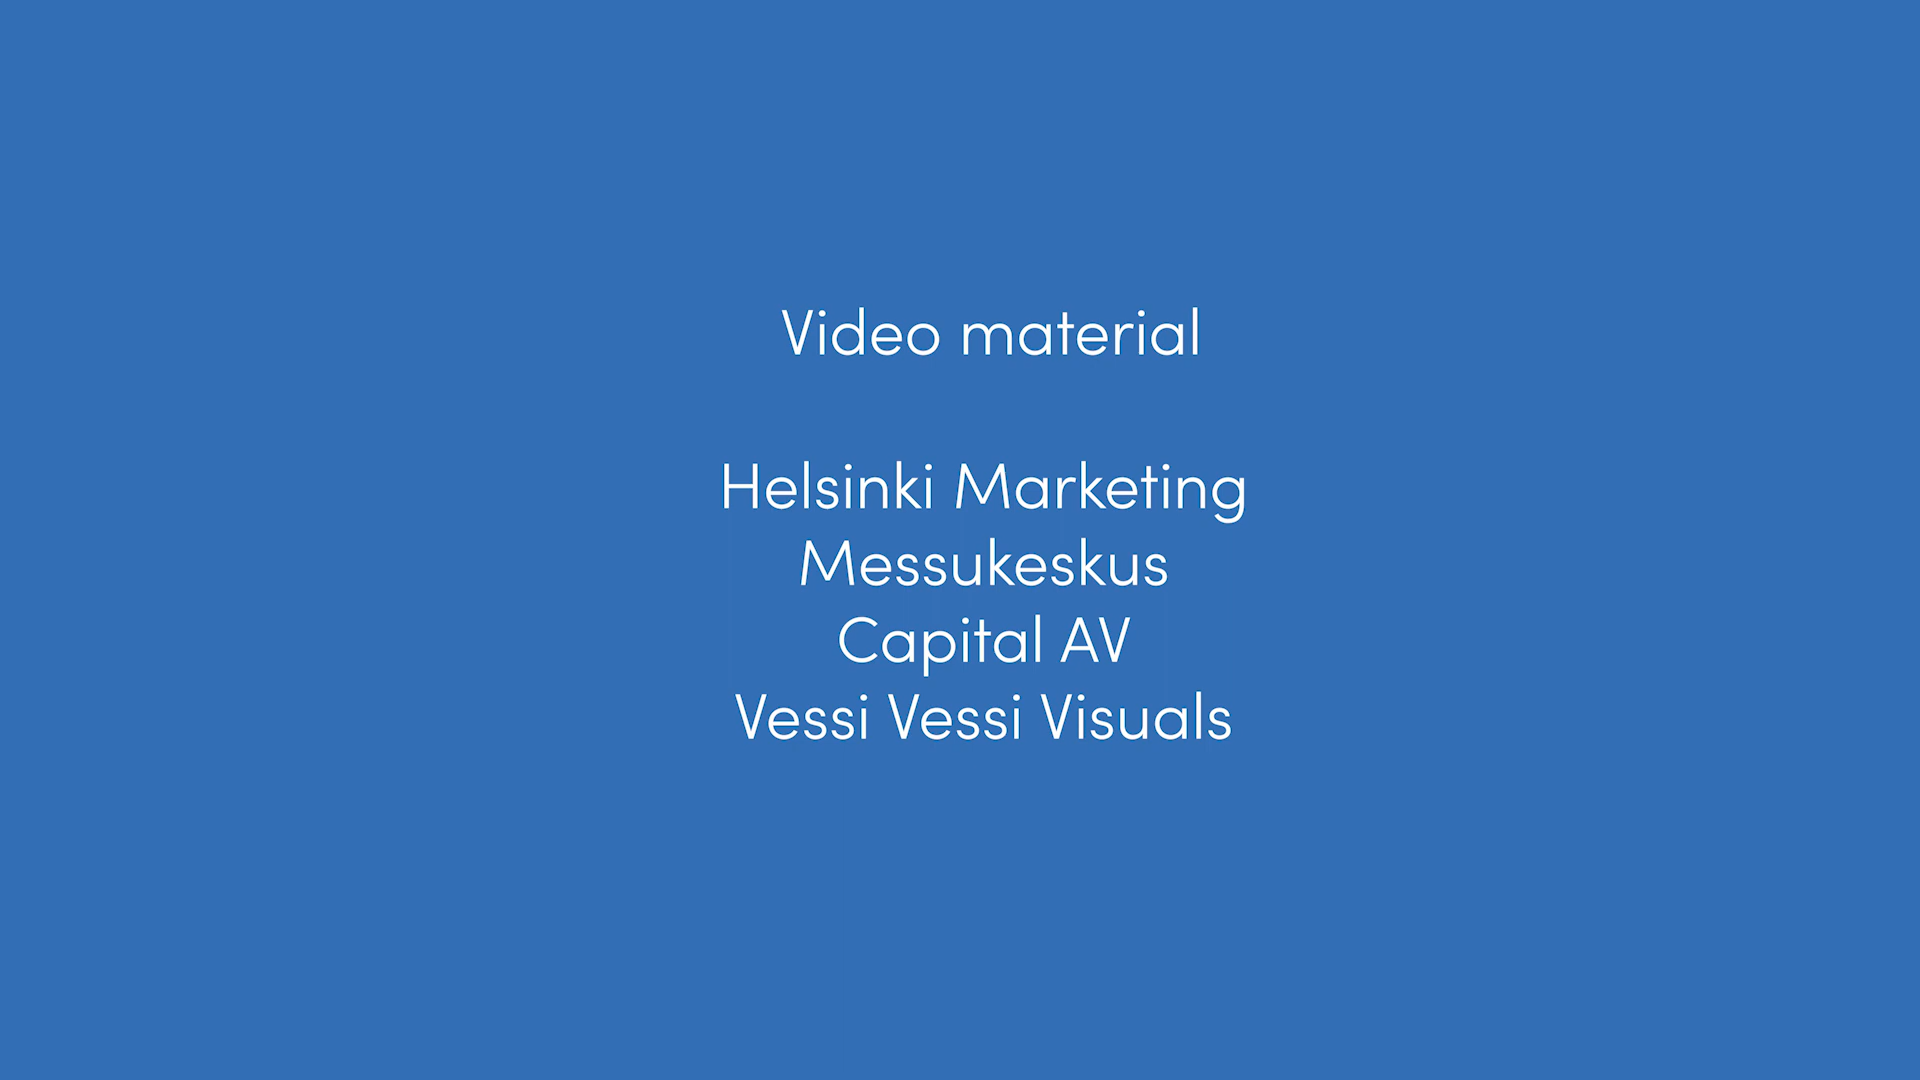 Video material
Helsinki Marketing
Messukeskus
Capital AV
Vessi Vessi Visuals